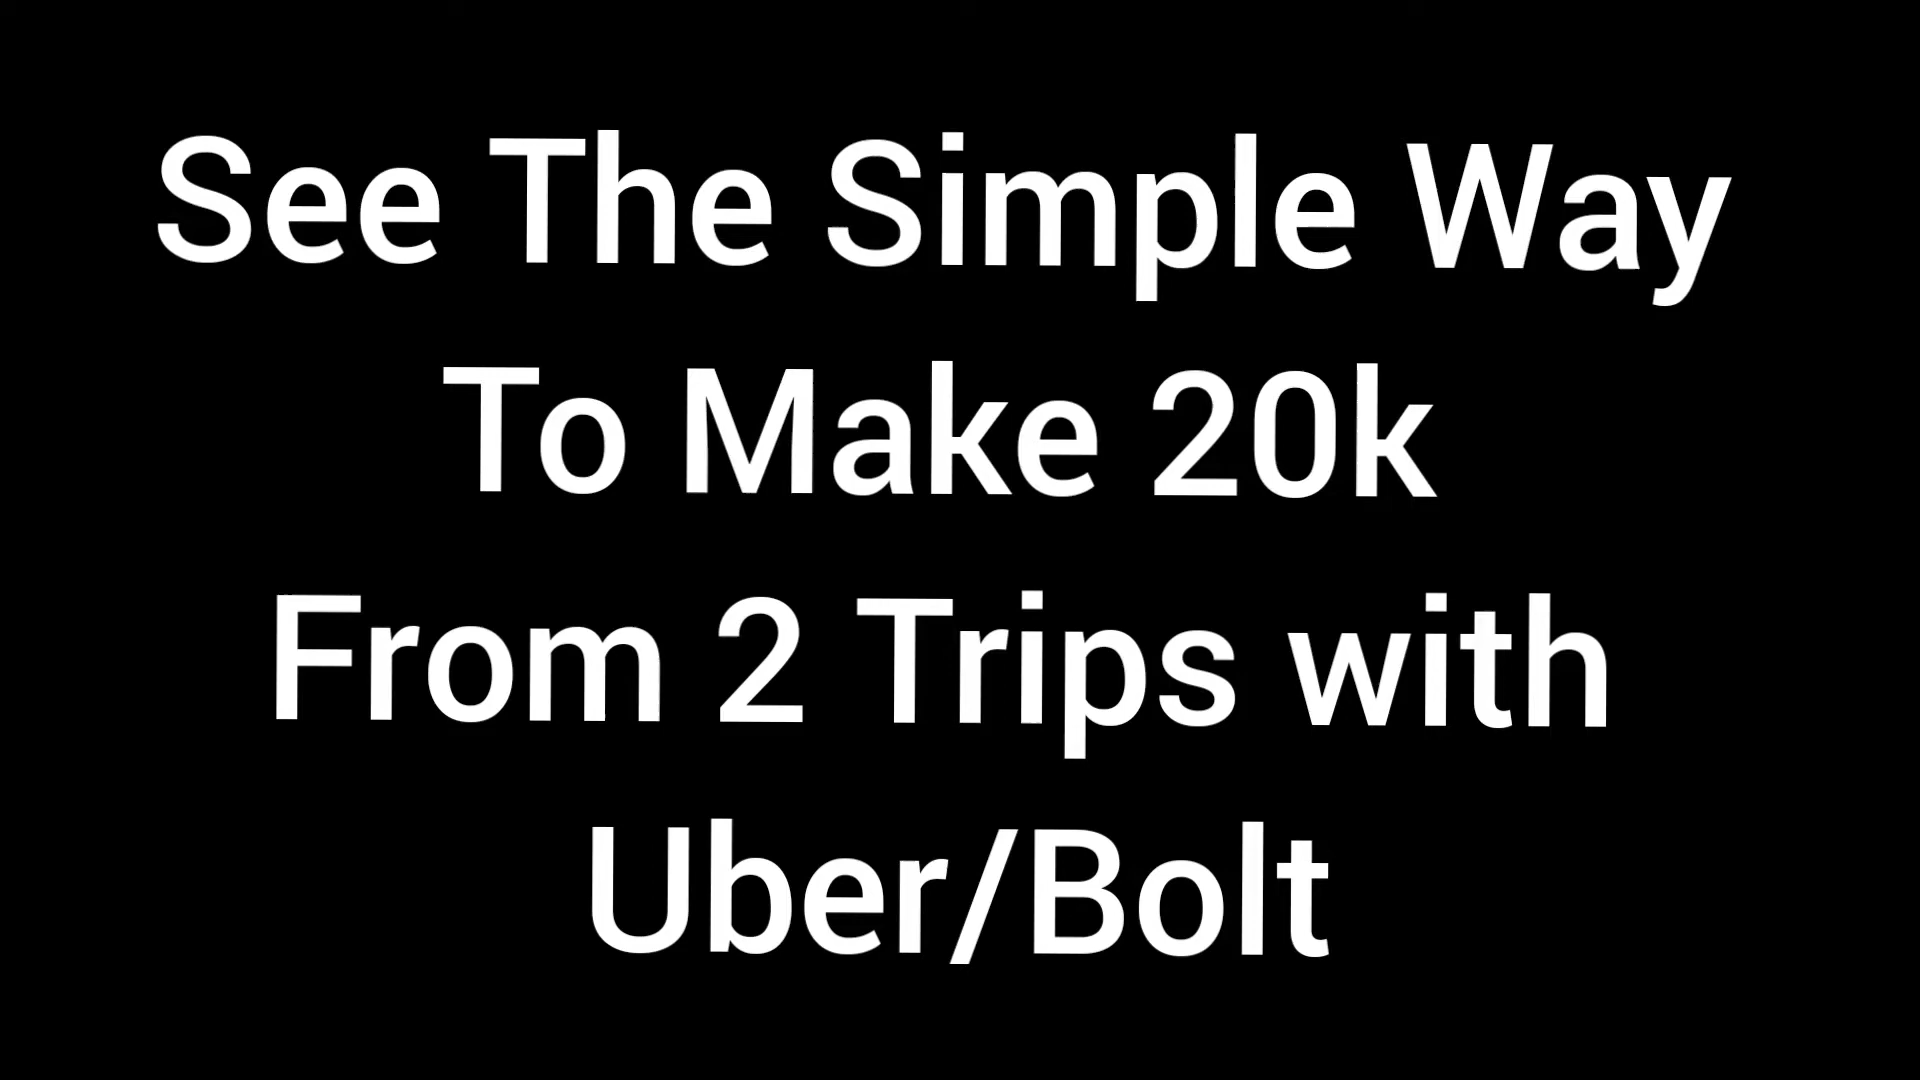 See The Simple Way
To Make 20k
From 2 Trips with
Uber/Bolt